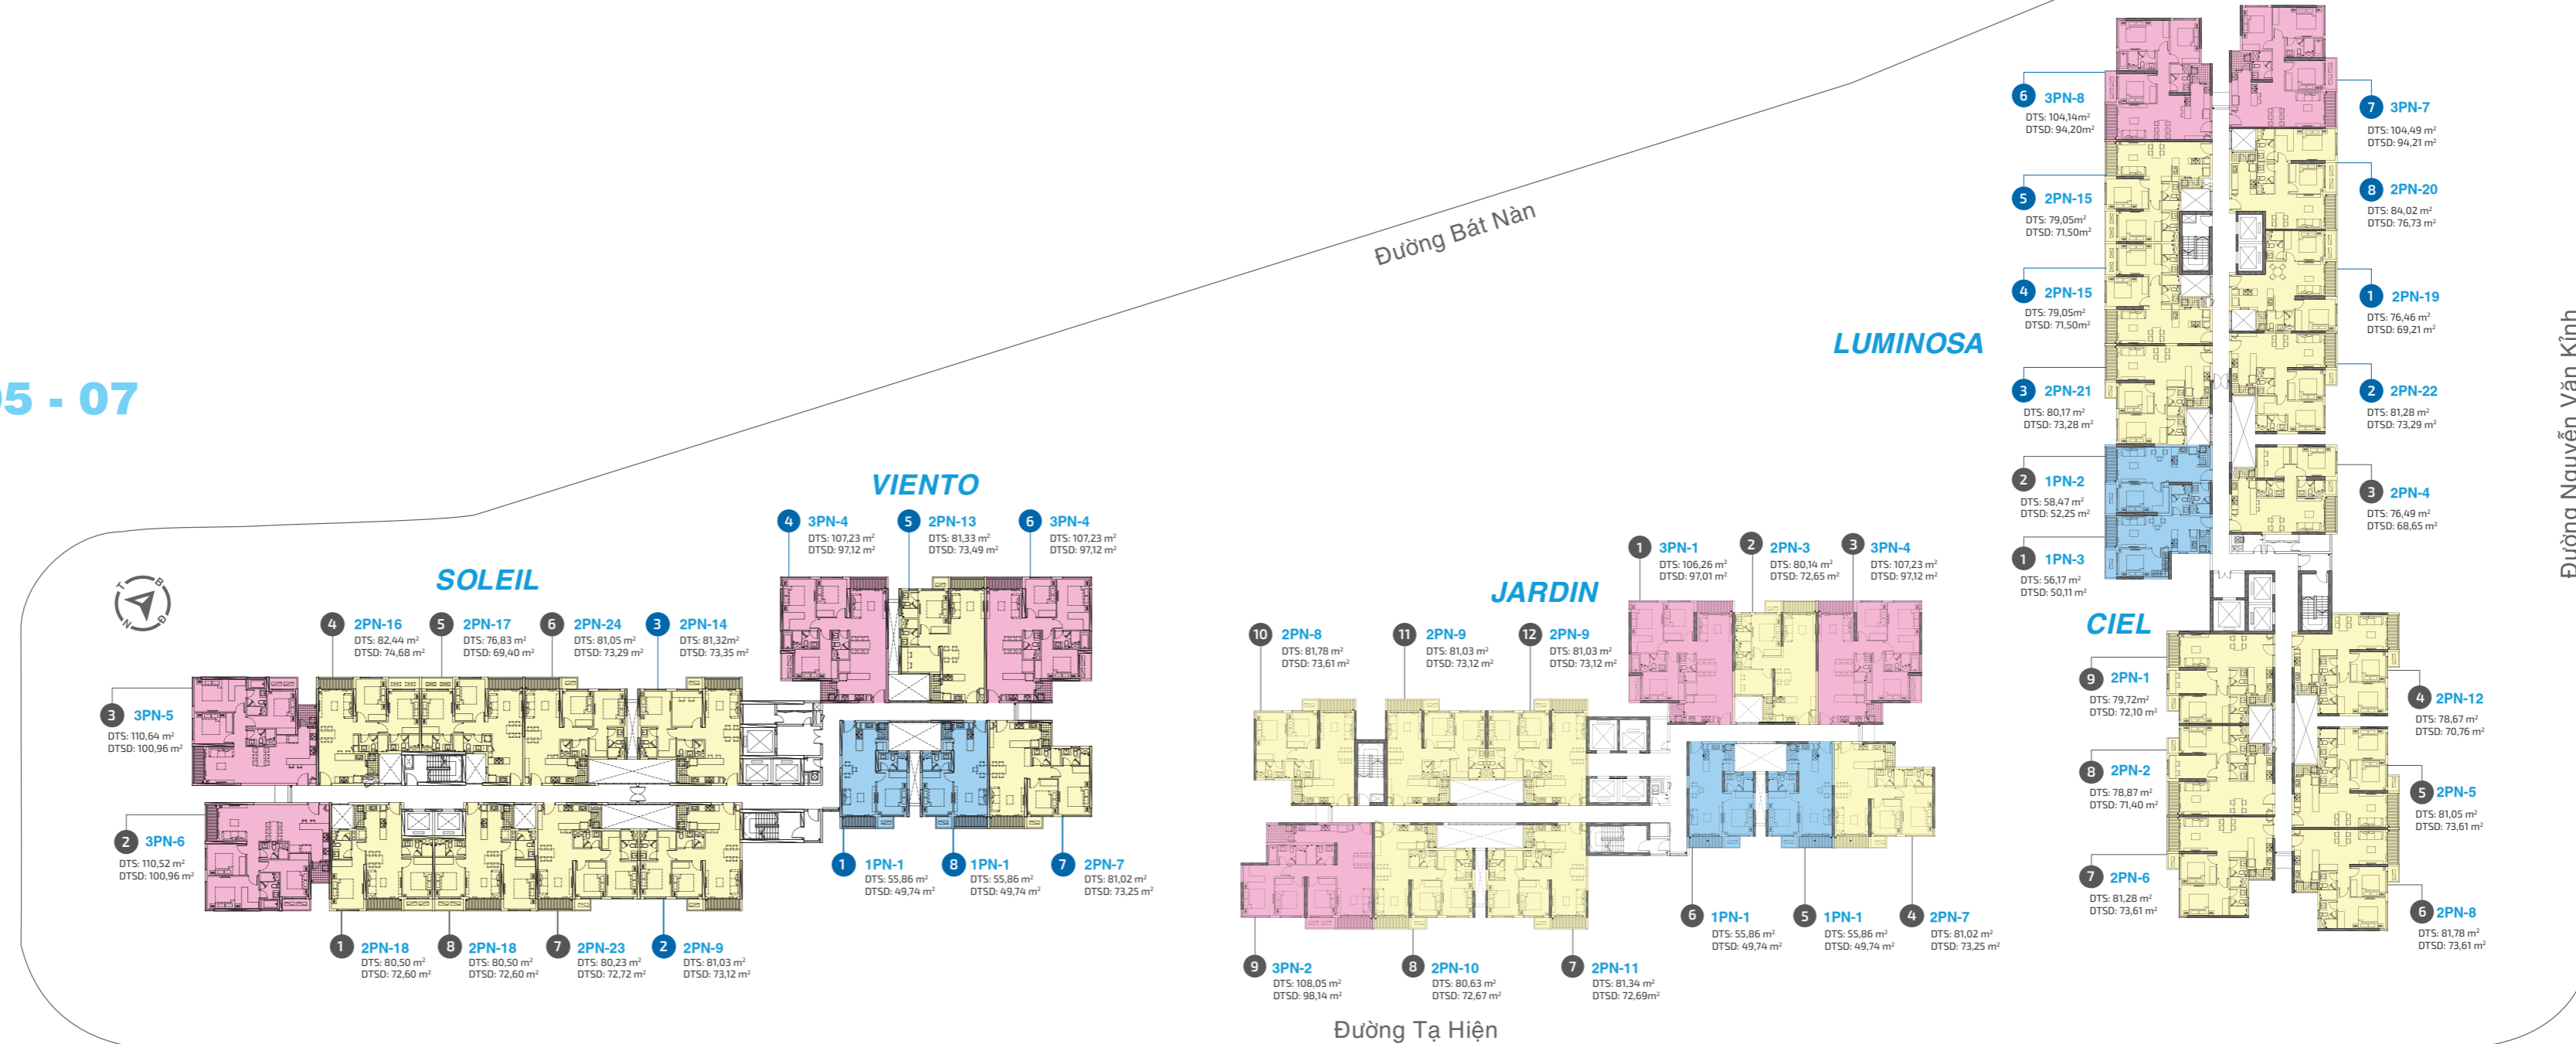 05 - 07
Đường Bát Nàn
Đường Nguyễn Văn Kỉnh
Đường Tạ Hiện
T
B
N
Đ
SOLEIL
4 2PN-16
DTS: 82,44 m²
DTSD: 74,68 m²
5 2PN-17
DTS: 76,83 m²
DTSD: 69,40 m²
6 2PN-24
DTS: 81,05 m²
DTSD: 73,29 m²
3 2PN-14
DTS: 81,32m²
DTSD: 73,35 m²
3 3PN-5
DTS: 110,64 m²
DTSD: 100,96 m²
2 3PN-6
DTS: 110,52 m²
DTSD: 100,96 m²
1 2PN-18
DTS: 80,50 m²
DTSD: 72,60 m²
8 2PN-18
DTS: 80,50 m²
DTSD: 72,60 m²
7 2PN-23
DTS: 80,23 m²
DTSD: 72,72 m²
2 2PN-9
DTS: 81,03 m²
DTSD: 73,12 m²
VIENTO
4 3PN-4
DTS: 107,23 m²
DTSD: 97,12 m²
5 2PN-13
DTS: 81,33 m²
DTSD: 73,49 m²
6 3PN-4
DTS: 107,23 m²
DTSD: 97,12 m²
1 1PN-1
DTS: 55,86 m²
DTSD: 49,74 m²
8 1PN-1
DTS: 55,86 m²
DTSD: 49,74 m²
7 2PN-7
DTS: 81,02 m²
DTSD: 73,25 m²
JARDIN
1 3PN-1
DTS: 106,26 m²
DTSD: 97,01 m²
2 2PN-3
DTS: 80,14 m²
DTSD: 72,65 m²
3 3PN-4
DTS: 107,23 m²
DTSD: 97,12 m²
10 2PN-8
DTS: 81,78 m²
DTSD: 73,61 m²
11 2PN-9
DTS: 81,03 m²
DTSD: 73,12 m²
12 2PN-9
DTS: 81,03 m²
DTSD: 73,12 m²
6 1PN-1
DTS: 55,86 m²
DTSD: 49,74 m²
5 1PN-1
DTS: 55,86 m²
DTSD: 49,74 m²
4 2PN-7
DTS: 81,02 m²
DTSD: 73,25 m²
9 3PN-2
DTS: 108,05 m²
DTSD: 98,14 m²
8 2PN-10
DTS: 80,63 m²
DTSD: 72,67 m²
7 2PN-11
DTS: 81,34 m²
DTSD: 72,69m²
LUMINOSA
6 3PN-8
DTS: 104,14m²
DTSD: 94,20m²
7 3PN-7
DTS: 104,49 m²
DTSD: 94,21 m²
5 2PN-15
DTS: 79,05m²
DTSD: 71,50m²
8 2PN-20
DTS: 84,02 m²
DTSD: 76,73 m²
4 2PN-15
DTS: 79,05m²
DTSD: 71,50m²
1 2PN-19
DTS: 76,46 m²
DTSD: 69,21 m²
3 2PN-21
DTS: 80,17 m²
DTSD: 73,28 m²
2 2PN-22
DTS: 81,28 m²
DTSD: 73,29 m²
2 1PN-2
DTS: 58,47 m²
DTSD: 52,25 m²
3 2PN-4
DTS: 76,49 m²
DTSD: 68,65 m²
1 1PN-3
DTS: 56,17 m²
DTSD: 50,11 m²
CIEL
9 2PN-1
DTS: 79,72m²
DTSD: 72,10 m²
4 2PN-12
DTS: 78,67 m²
DTSD: 70,76 m²
8 2PN-2
DTS: 78,87 m²
DTSD: 71,40 m²
5 2PN-5
DTS: 81,05 m²
DTSD: 73,61 m²
7 2PN-6
DTS: 81,28 m²
DTSD: 73,61 m²
6 2PN-8
DTS: 81,78 m²
DTSD: 73,61 m²